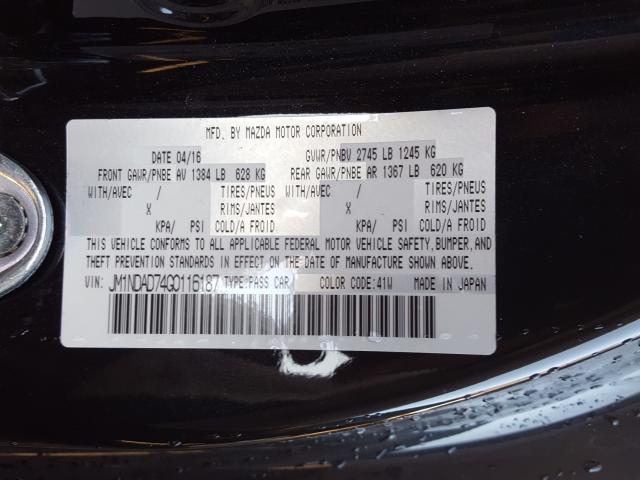 MFD. BY MAZDA MOTOR CORPORATION
DATE 04/16 GVWR/PNBV 2745 LB 1245 KG
FRONT GAWR/PNBE AV 1384 LB 628 KG REAR GAWR/PNBE AR 1367 LB 620 KG
WITH/AVEC / TIRES/PNEUS WITH/AVEC / TIRES/PNEUS
X RIMS/JANTES X RIMS/JANTES
KPA/ PSI COLD/A FROID KPA/ PSI COLD/A FROID
THIS VEHICLE CONFORMS TO ALL APPLICABLE FEDERAL MOTOR VEHICLE SAFETY,BUMPER,AND
THEFT PREVENTION STANDARDS IN EFFECT ON THE DATE OF MANUFACTURE SHOWN ABOVE.
VIN: JM1NDAD74G0116187 TYPE:PASS CAR COLOR CODE:41W MADE IN JAPAN